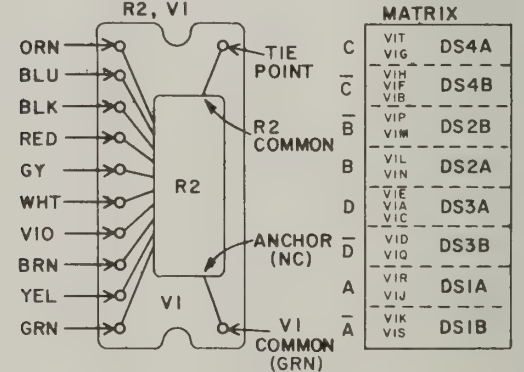 R2, V1
ORN
BLU
BLK
RED
GY
WHT
VIO
BRN
YEL
GRN
R2
V1
TIE
POINT
R2
COMMON
ANCHOR
(NC)
V1
COMMON
(GRN)
MATRIX
C V1T V1G DS4A
C̅ V1H V1F V1B DS4B
B̅ V1P V1M DS2B
B V1L V1N DS2A
D V1E V1A V1C DS3A
D̅ V1D V1Q DS3B
A V1R V1J DS1A
A̅ V1K V1S DS1B